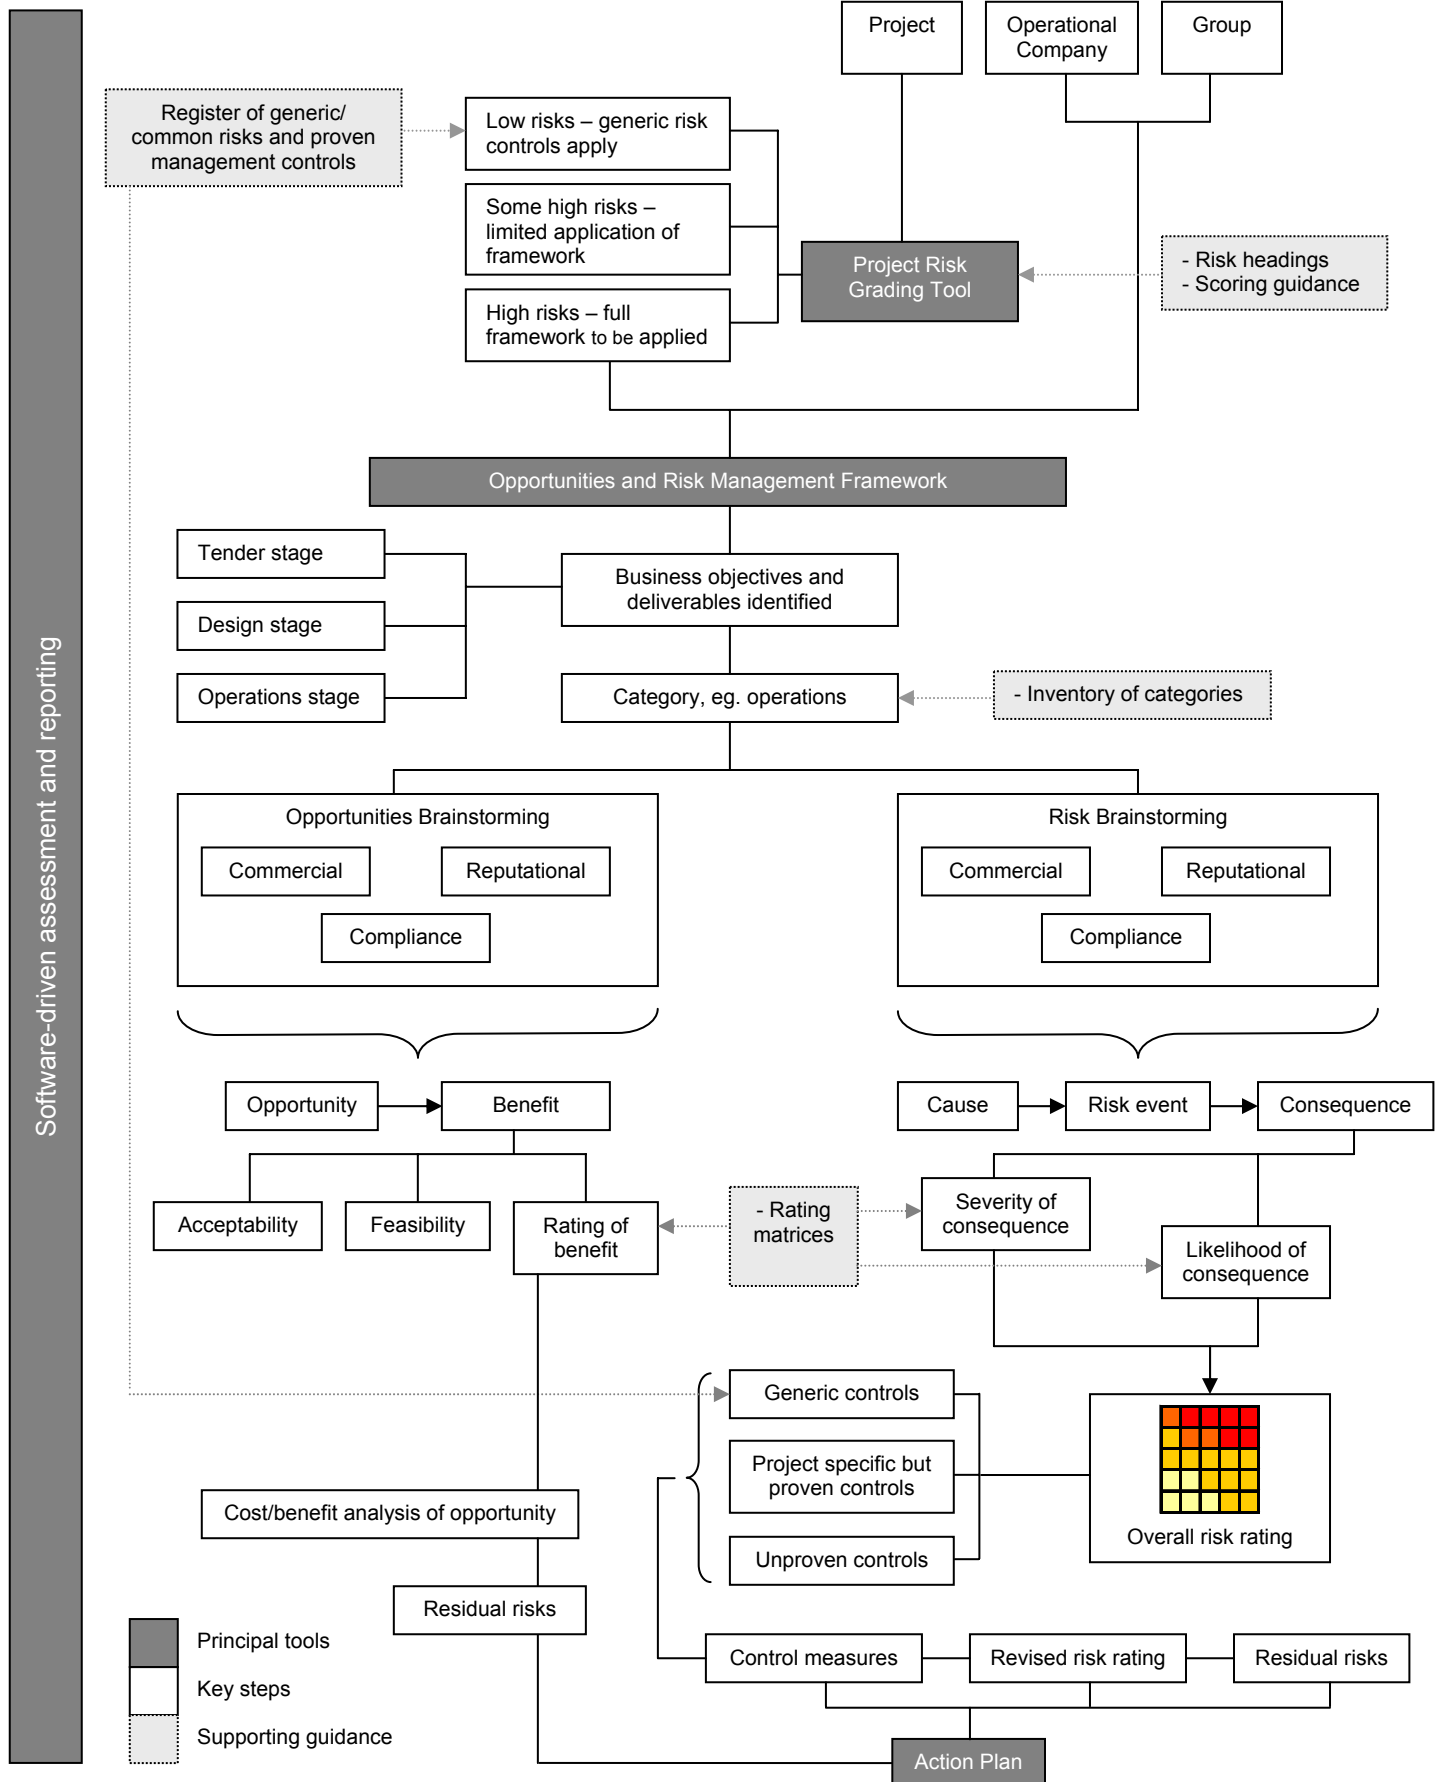 Project
Operational
Company
Group
Register of generic/
common risks and proven
management controls
Low risks – generic risk
controls apply
Some high risks –
limited application of
framework
High risks – full
framework to be applied
Project Risk
Grading Tool
- Risk headings
- Scoring guidance
Opportunities and Risk Management Framework
Tender stage
Design stage
Operations stage
Business objectives and
deliverables identified
Category, eg. operations
- Inventory of categories
Software-driven assessment and reporting
Opportunities Brainstorming
Commercial
Reputational
Compliance
Risk Brainstorming
Commercial
Reputational
Compliance
Opportunity
Benefit
Cause
Risk event
Consequence
Acceptability
Feasibility
Rating of
benefit
- Rating
matrices
Severity of
consequence
Likelihood of
consequence
Generic controls
Project specific but
proven controls
Unproven controls
Overall risk rating
Cost/benefit analysis of opportunity
Residual risks
Control measures
Revised risk rating
Residual risks
Principal tools
Key steps
Supporting guidance
Action Plan